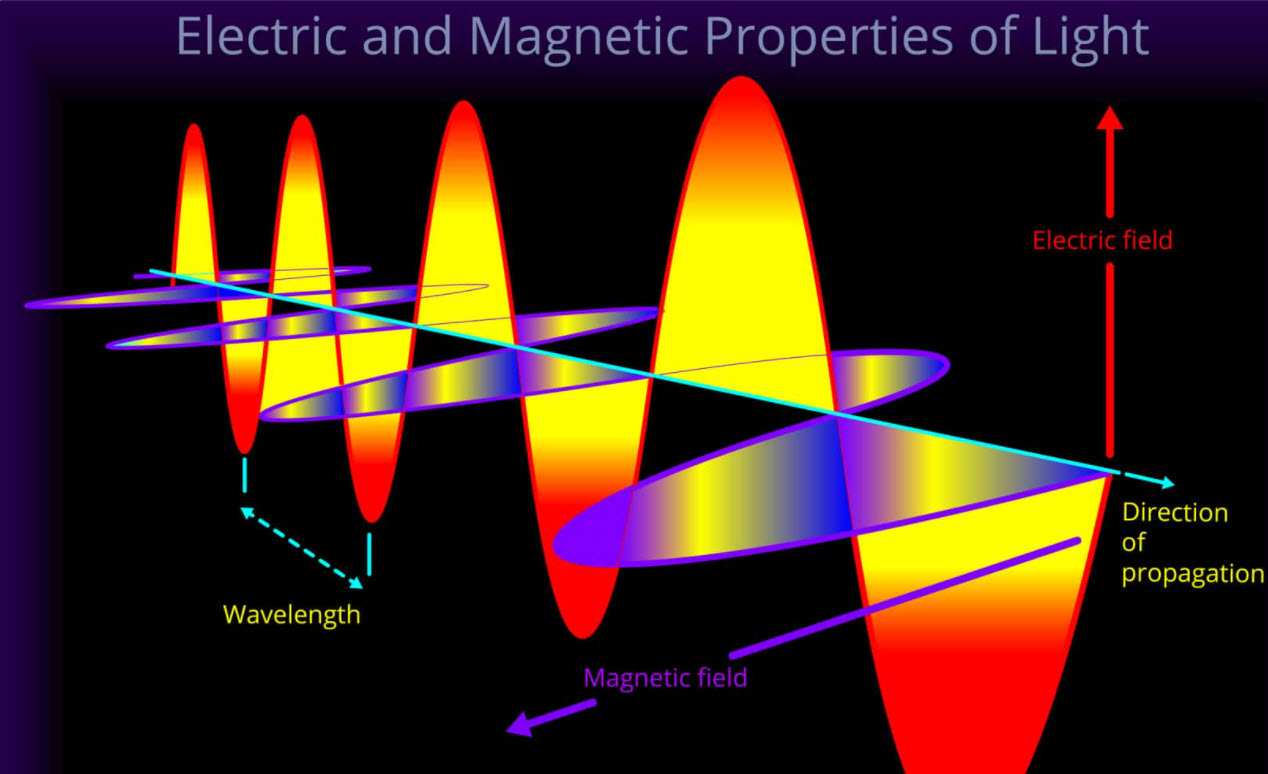 Electric and Magnetic Properties of Light
Electric field
Direction
of
propagation
Wavelength
Magnetic field